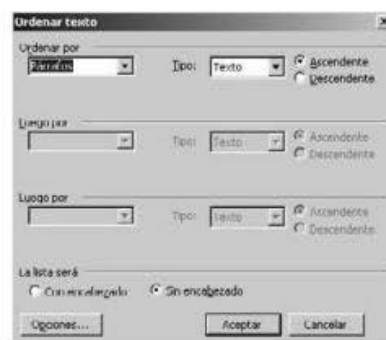 Ordenar texto
Ordenar por
Párrafos Tipo: Texto Ascendente
Descendente
Luego por
Tipo: Texto Ascendente
Descendente
Luego por
Tipo: Texto Ascendente
Descendente
La lista será
Con encabezado Sin encabezado
Opciones... Aceptar Cancelar